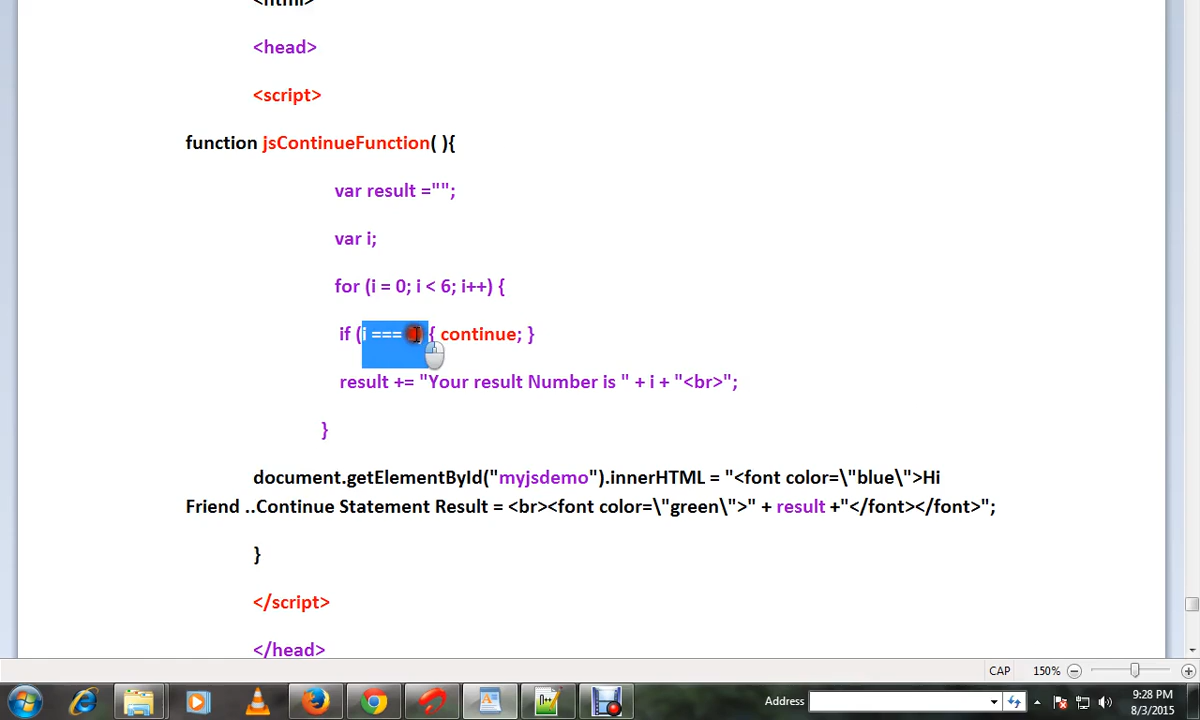 <html>
<head>
<script>
function jsContinueFunction( ){
var result ="";
var i;
for (i = 0; i < 6; i++) {
if (i === ) { continue; }
result += "Your result Number is " + i + "<br>";
}
document.getElementById("myjsdemo").innerHTML = "<font color=\"blue\">Hi
Friend ..Continue Statement Result = <br><font color=\"green\">" + result +"</font></font>";
}
</script>
</head>
CAP 150%
Address 9:28 PM
8/3/2015